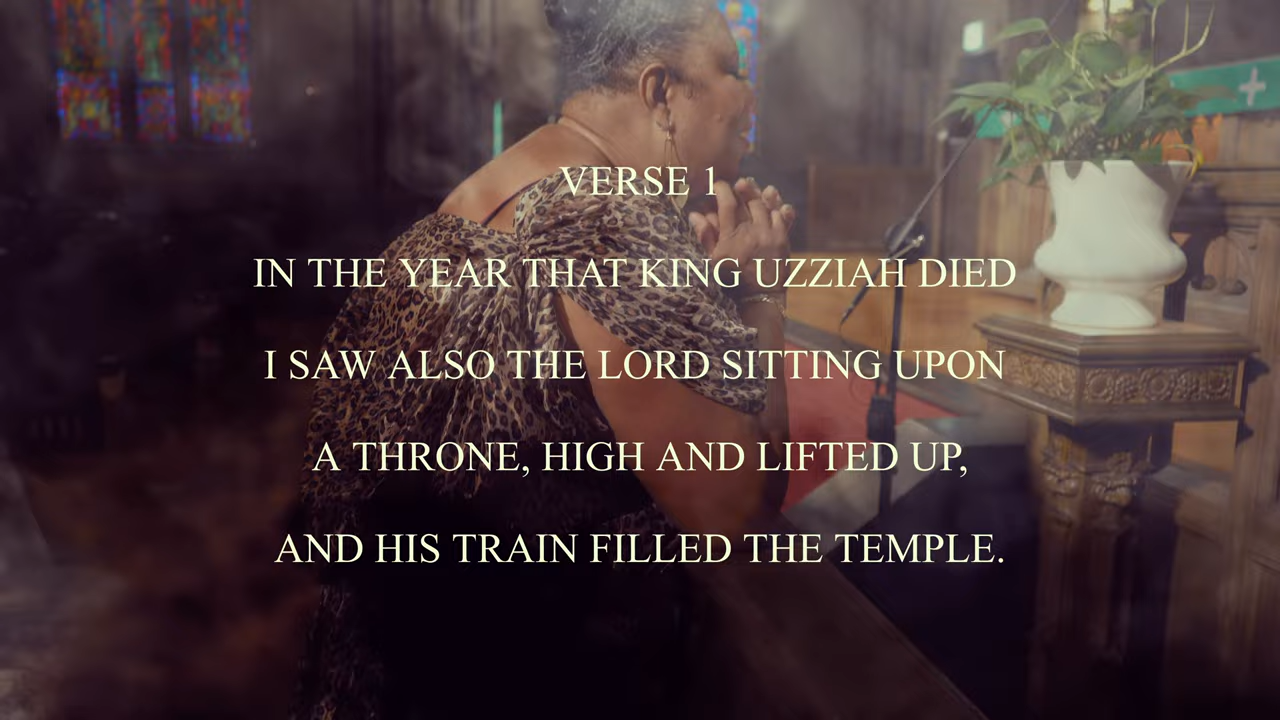 VERSE 1
IN THE YEAR THAT KING UZZIAH DIED
I SAW ALSO THE LORD SITTING UPON
A THRONE, HIGH AND LIFTED UP,
AND HIS TRAIN FILLED THE TEMPLE.